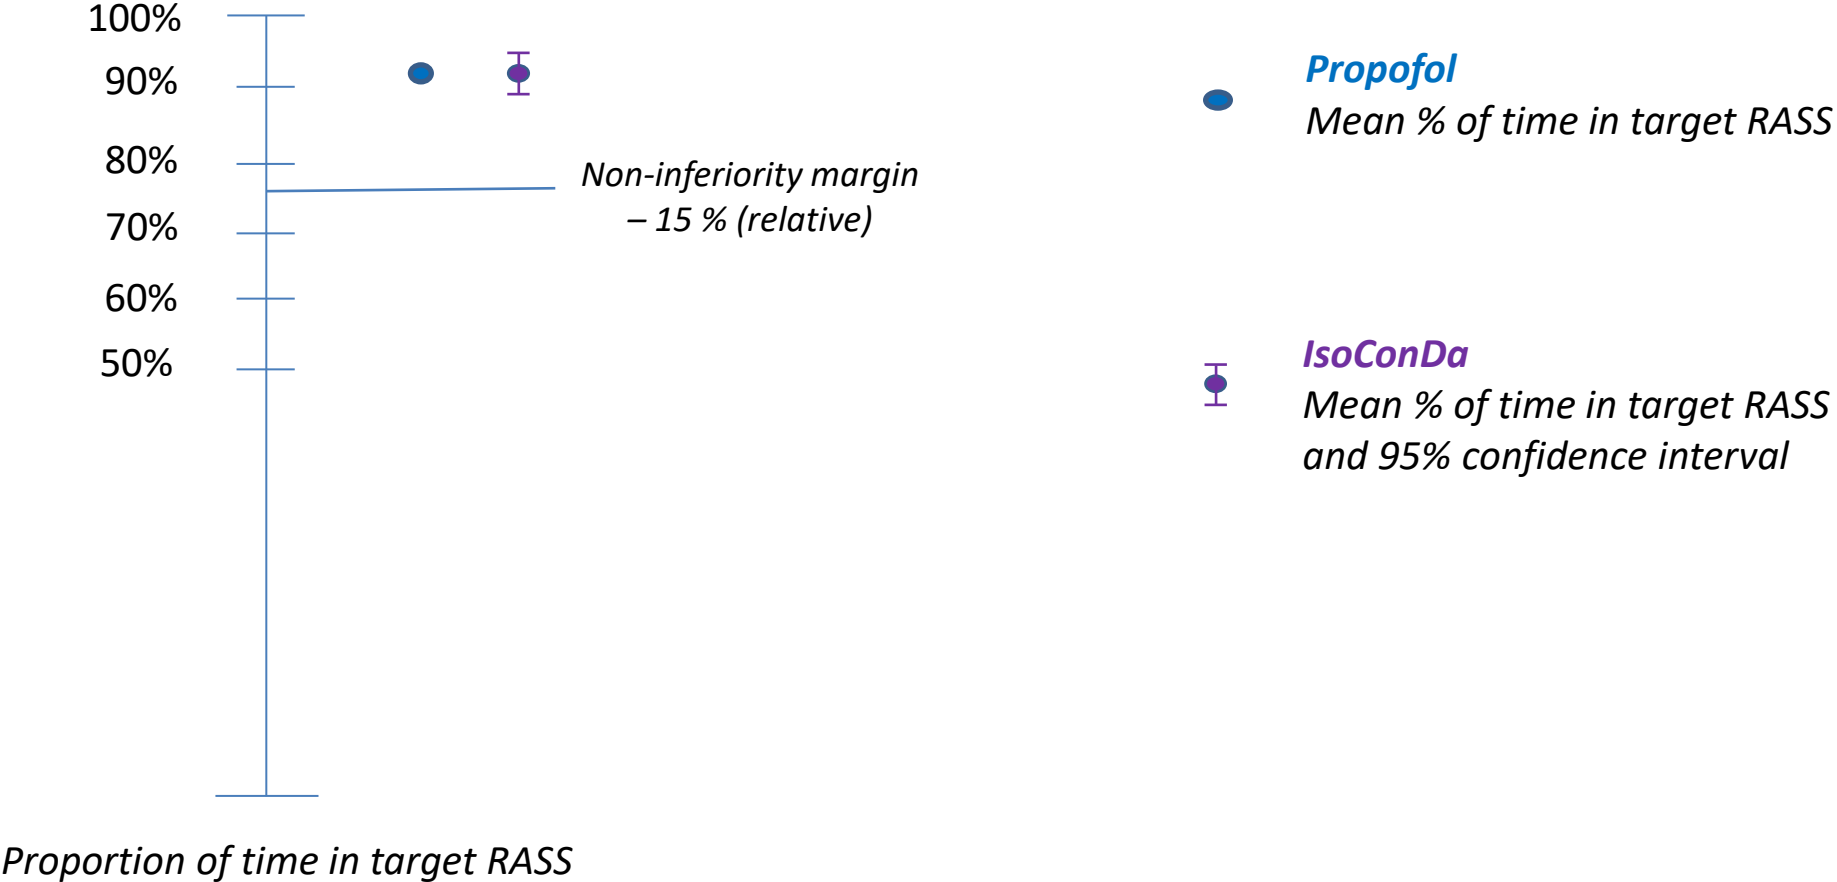 100%
90%
80%
70%
60%
50%
Non-inferiority margin
– 15 % (relative)
Propofol
Mean % of time in target RASS
IsoConDa
Mean % of time in target RASS
and 95% confidence interval
Proportion of time in target RASS